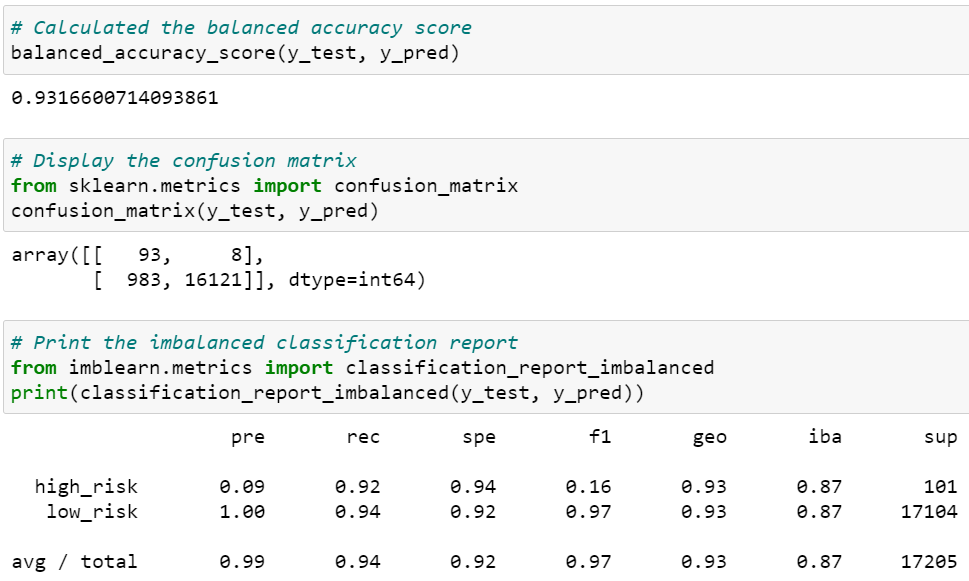 # Calculated the balanced accuracy score
balanced_accuracy_score(y_test, y_pred)
0.9316600714093861
# Display the confusion matrix
from sklearn.metrics import confusion_matrix
confusion_matrix(y_test, y_pred)
array([[   93,     8],
       [  983, 16121]], dtype=int64)
# Print the imbalanced classification report
from imblearn.metrics import classification_report_imbalanced
print(classification_report_imbalanced(y_test, y_pred))
                   pre       rec       spe        f1       geo       iba       sup
  high_risk       0.09      0.92      0.94      0.16      0.93      0.87       101
   low_risk       1.00      0.94      0.92      0.97      0.93      0.87     17104
avg / total       0.99      0.94      0.92      0.97      0.93      0.87     17205